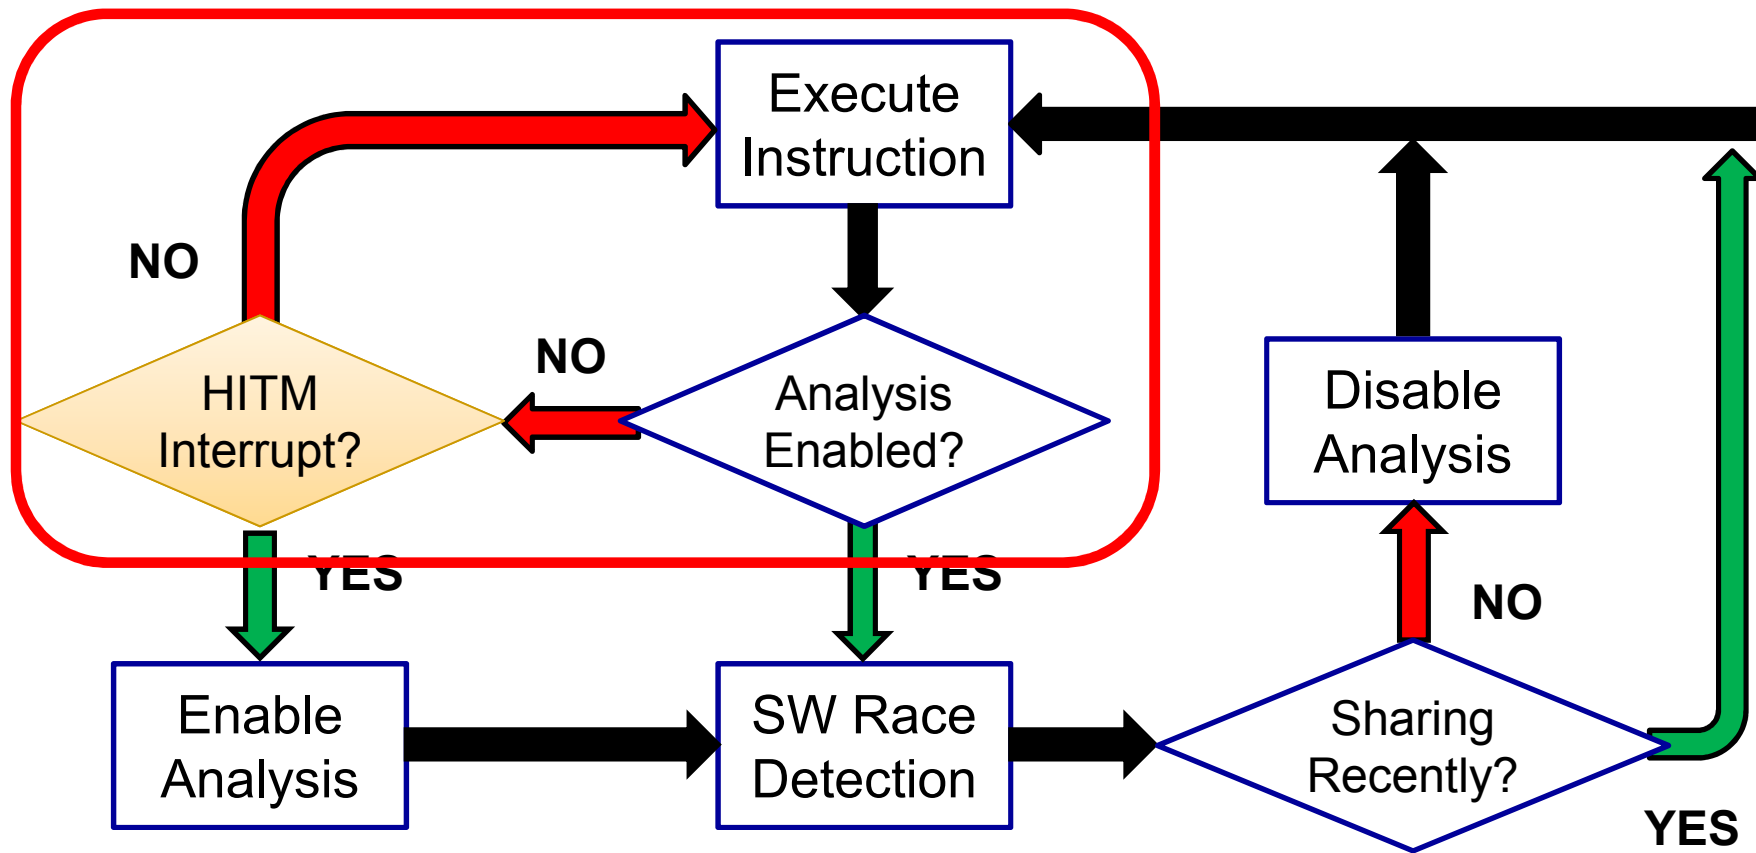 Execute
Instruction
NO
NO
HITM
Interrupt?
Analysis
Enabled?
Disable
Analysis
YES
YES
NO
Enable
Analysis
SW Race
Detection
Sharing
Recently?
YES